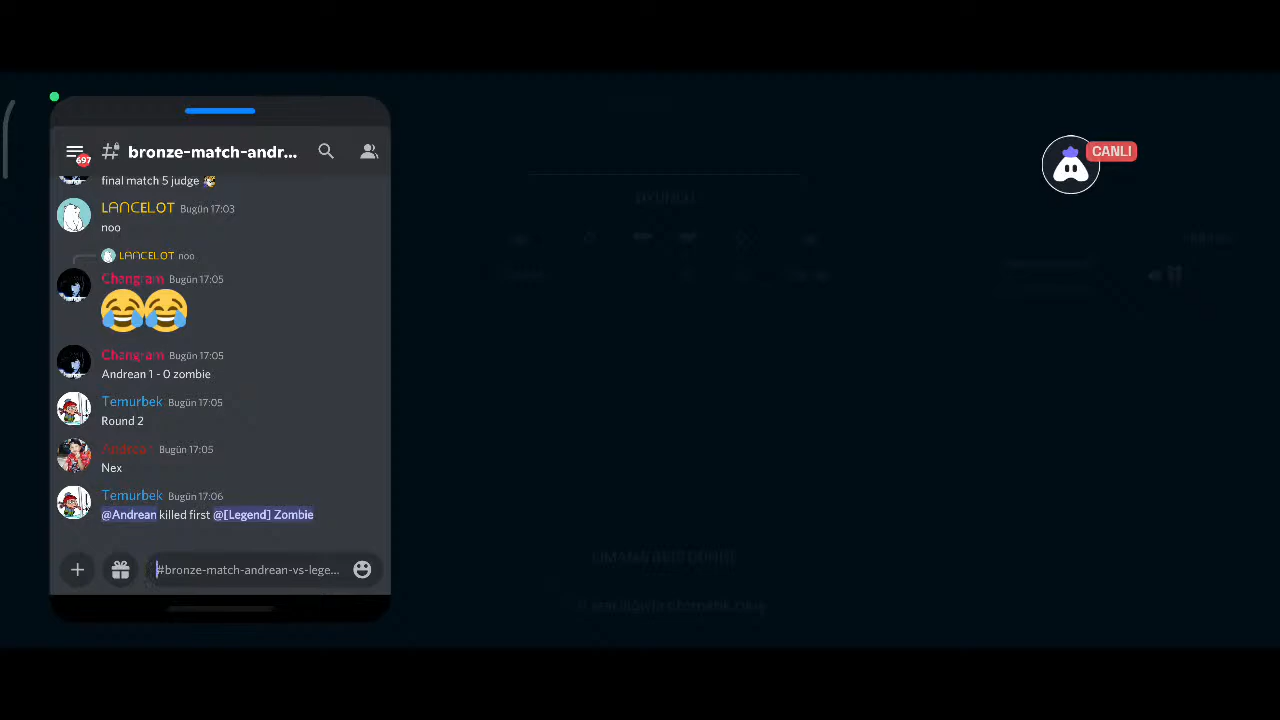 697
bronze-match-andr...
CANLI
final match 5 judge
LANCELOT Bugün 17:03
noo
LANCELOT noo
Changram Bugün 17:05
😂😂
Changram Bugün 17:05
Andrean 1 - 0 zombie
Temurbek Bugün 17:05
Round 2
Andrean Bugün 17:05
Nex
Temurbek Bugün 17:06
@Andrean killed first @[Legend] Zombie
#bronze-match-andrean-vs-lege...
OYUNCU